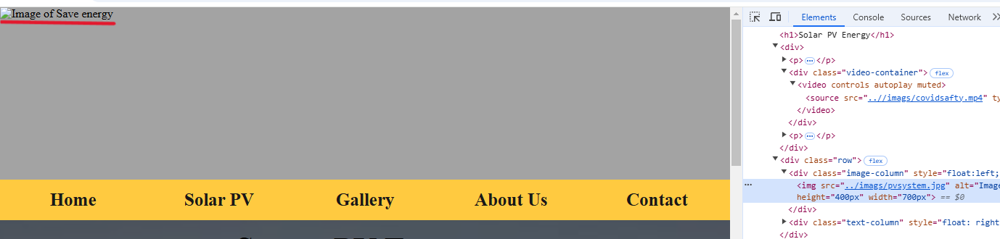 Image of Save energy
Home Solar PV Gallery About Us Contact
Elements Console Sources Network
<h1>Solar PV Energy</h1>
<div>
<p> </p>
<div class="video-container"> flex
<video controls autoplay muted>
<source src="..//imags/covidsafty.mp4" ty
</video>
</div>
<p> </p>
</div>
<div class="row"> flex
<div class="image-column" style="float:left;
<img src="../imags/pvsystem.jpg" alt="Image
height="400px" width="700px"> == $0
</div>
<div class="text-column" style="float: right
</div>